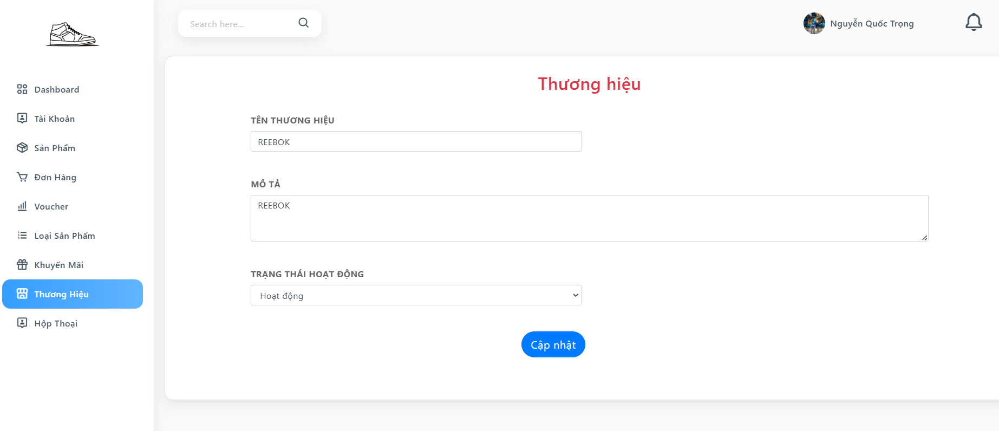 Search here...
Nguyễn Quốc Trọng
Dashboard
Tài Khoản
Sản Phẩm
Đơn Hàng
Voucher
Loại Sản Phẩm
Khuyến Mãi
Thương Hiệu
Hộp Thoại
Thương hiệu
TÊN THƯƠNG HIỆU
REEBOK
MÔ TẢ
REEBOK
TRẠNG THÁI HOẠT ĐỘNG
Hoạt động
Cập nhật